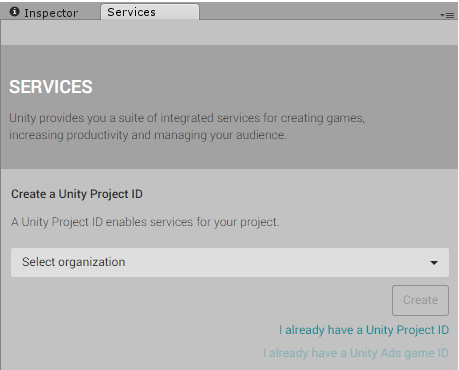 Inspector
Services
SERVICES
Unity provides you a suite of integrated services for creating games,
increasing productivity and managing your audience.
Create a Unity Project ID
A Unity Project ID enables services for your project.
Select organization
Create
I already have a Unity Project ID
I already have a Unity Ads game ID